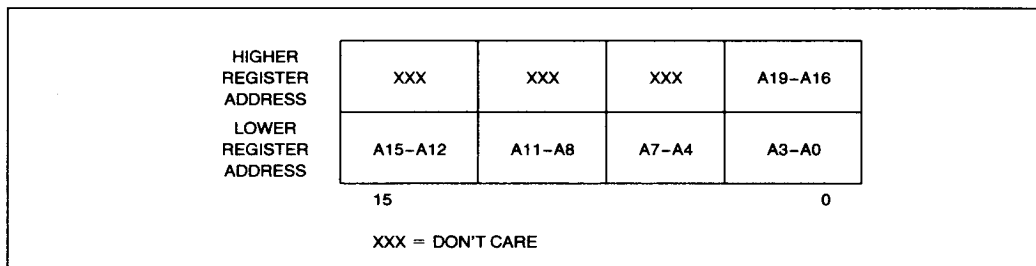 HIGHER
REGISTER
ADDRESS
XXX XXX XXX A19–A16
LOWER
REGISTER
ADDRESS
A15–A12 A11–A8 A7–A4 A3–A0
15 0
XXX = DON'T CARE